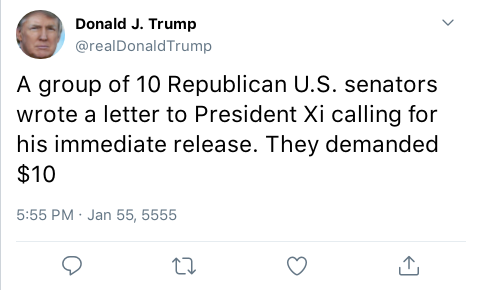 Donald J. Trump
@realDonaldTrump
A group of 10 Republican U.S. senators
wrote a letter to President Xi calling for
his immediate release. They demanded
$10
5:55 PM · Jan 55, 5555